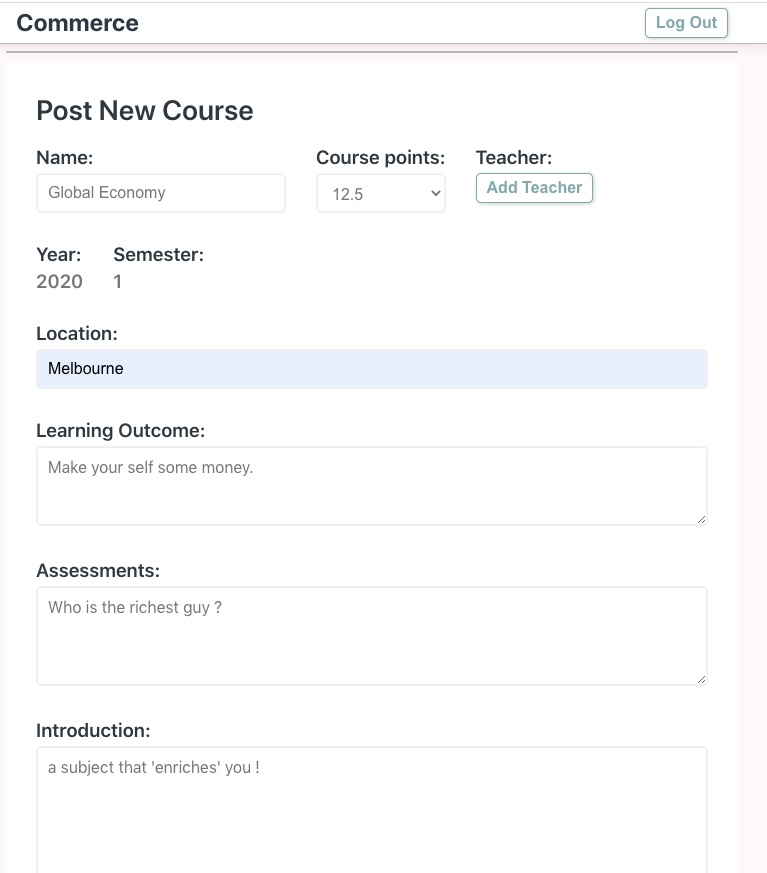 Commerce
Log Out
Post New Course
Name: Course points: Teacher:
Global Economy 12.5 Add Teacher
Year: Semester:
2020 1
Location:
Melbourne
Learning Outcome:
Make your self some money.
Assessments:
Who is the richest guy ?
Introduction:
a subject that 'enriches' you !